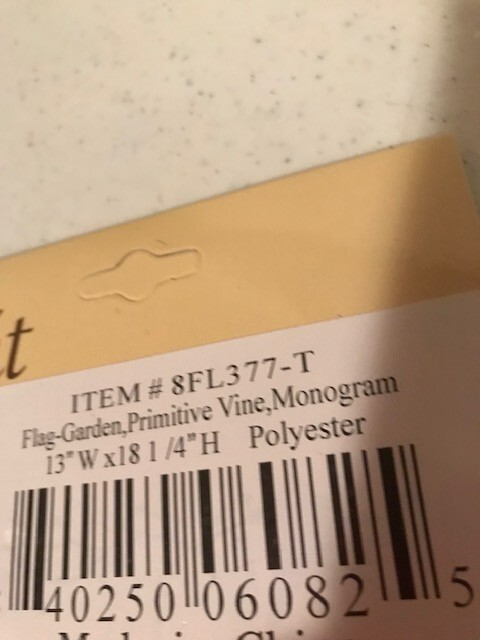 ITEM # 8FL377-T
Flag-Garden,Primitive Vine,Monogram
13" W x18 1 /4" H Polyester
40250 06082 5